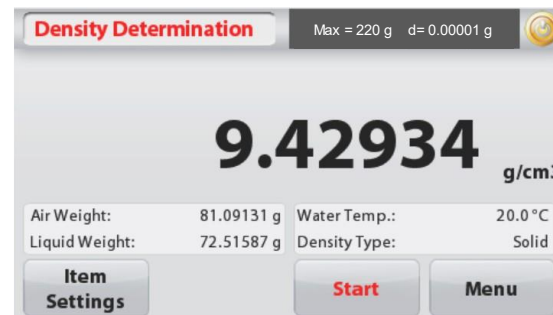 Density Determination Max = 220 g d= 0.00001 g
9.42934 g/cm3
Air Weight: 81.09131 g Water Temp.: 20.0°C
Liquid Weight: 72.51587 g Density Type: Solid
Item
Settings
Start
Menu